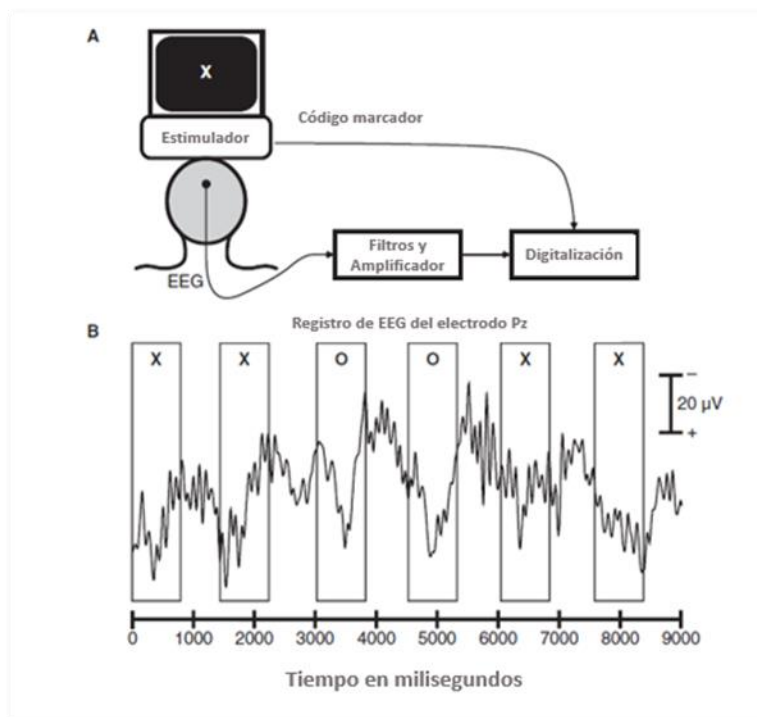 A
X
Estimulador
Código marcador
EEG
Filtros y
Amplificador
Digitalización
B
Registro de EEG del electrodo Pz
X X O O X X
−
20 µV
+
0 1000 2000 3000 4000 5000 6000 7000 8000 9000
Tiempo en milisegundos